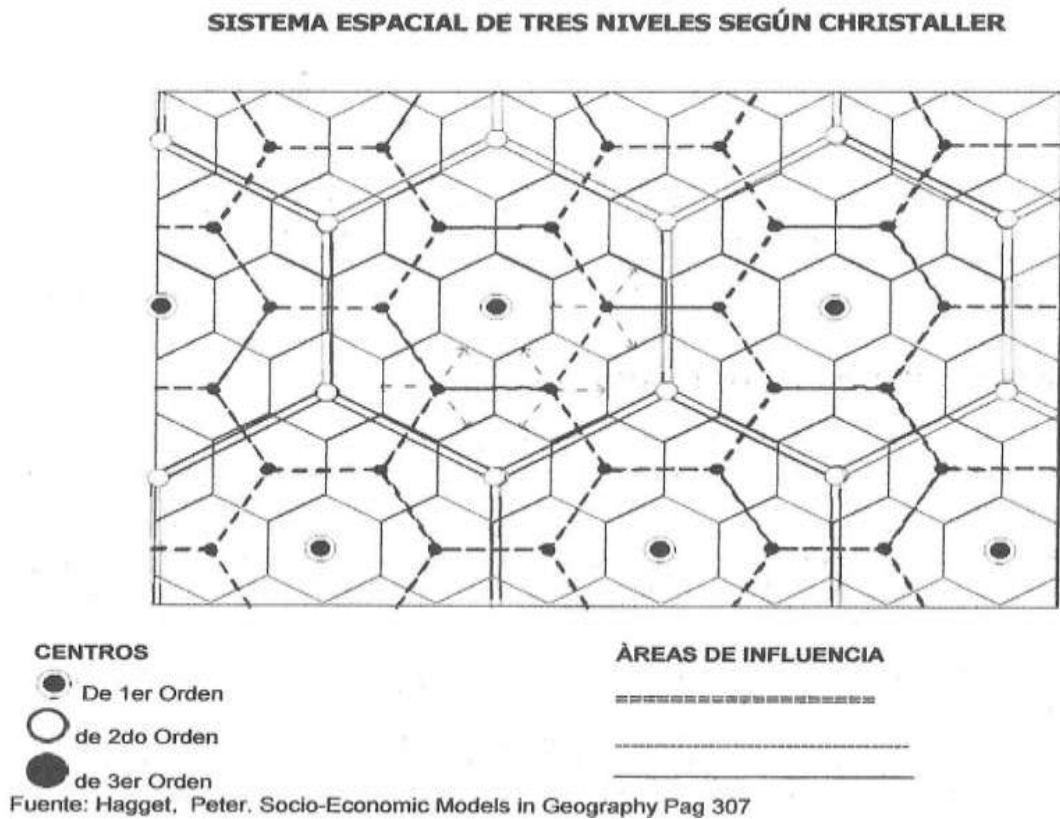 SISTEMA ESPACIAL DE TRES NIVELES SEGÚN CHRISTALLER
CENTROS
De 1er Orden
de 2do Orden
de 3er Orden
ÀREAS DE INFLUENCIA
Fuente: Hagget, Peter. Socio-Economic Models in Geography Pag 307